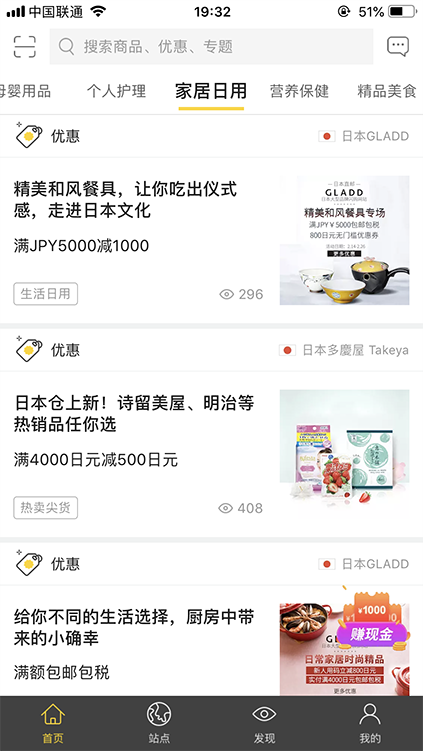 中国联通
19:32
51%
搜索商品、优惠、专题
母婴用品 个人护理 家居日用 营养保健 精品美食
优惠
日本GLADD
精美和风餐具，让你吃出仪式
感，走进日本文化
满JPY5000减1000
生活日用
296
日本直邮
GLADD
日本大型品牌闪购网站
精美和风餐具专场
满JPY￥5000包邮包税
800日元无门槛优惠券
更多优惠
优惠
日本多慶屋 Takeya
日本仓上新！诗留美屋、明治等
热销品任你选
满4000日元减500日元
热卖尖货
408
优惠
日本GLADD
给你不同的生活选择，厨房中带
来的小确幸
满额包邮包税
¥1000
赚现金
日常家居时尚精品
新人用码立减800日元
实付满4000日元包邮包税
更多优惠
首页 站点 发现 我的